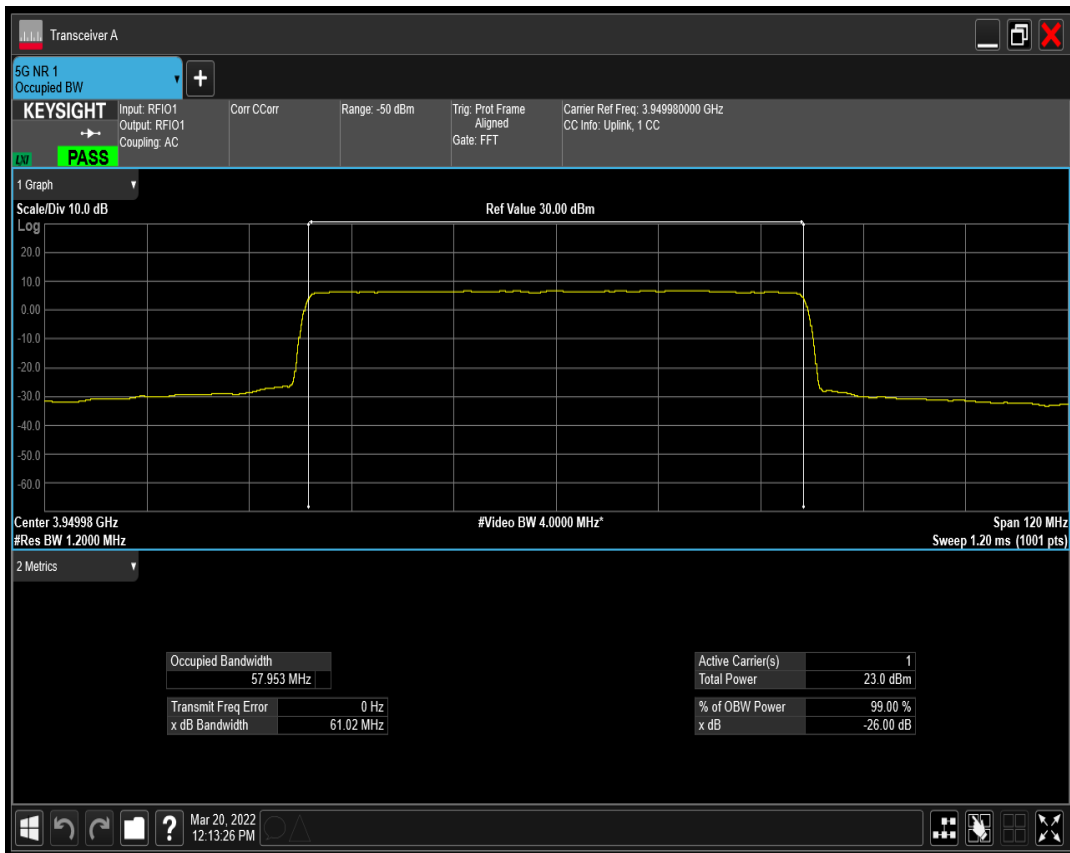 Transceiver A
5G NR 1
Occupied BW
KEYSIGHT
LXI
PASS
Input: RFIO1
Output: RFIO1
Coupling: AC
Corr CCorr
Range: -50 dBm
Trig: Prot Frame
Aligned
Gate: FFT
Carrier Ref Freq: 3.949980000 GHz
CC Info: Uplink, 1 CC
1 Graph
Scale/Div 10.0 dB
Ref Value 30.00 dBm
Log
20.0
10.0
0.00
-10.0
-20.0
-30.0
-40.0
-50.0
-60.0
Center 3.94998 GHz
#Video BW 4.0000 MHz*
Span 120 MHz
#Res BW 1.2000 MHz
Sweep 1.20 ms (1001 pts)
2 Metrics
Occupied Bandwidth
57.953 MHz
Transmit Freq Error 0 Hz
x dB Bandwidth 61.02 MHz
Active Carrier(s) 1
Total Power 23.0 dBm
% of OBW Power 99.00 %
x dB -26.00 dB
?
Mar 20, 2022
12:13:26 PM